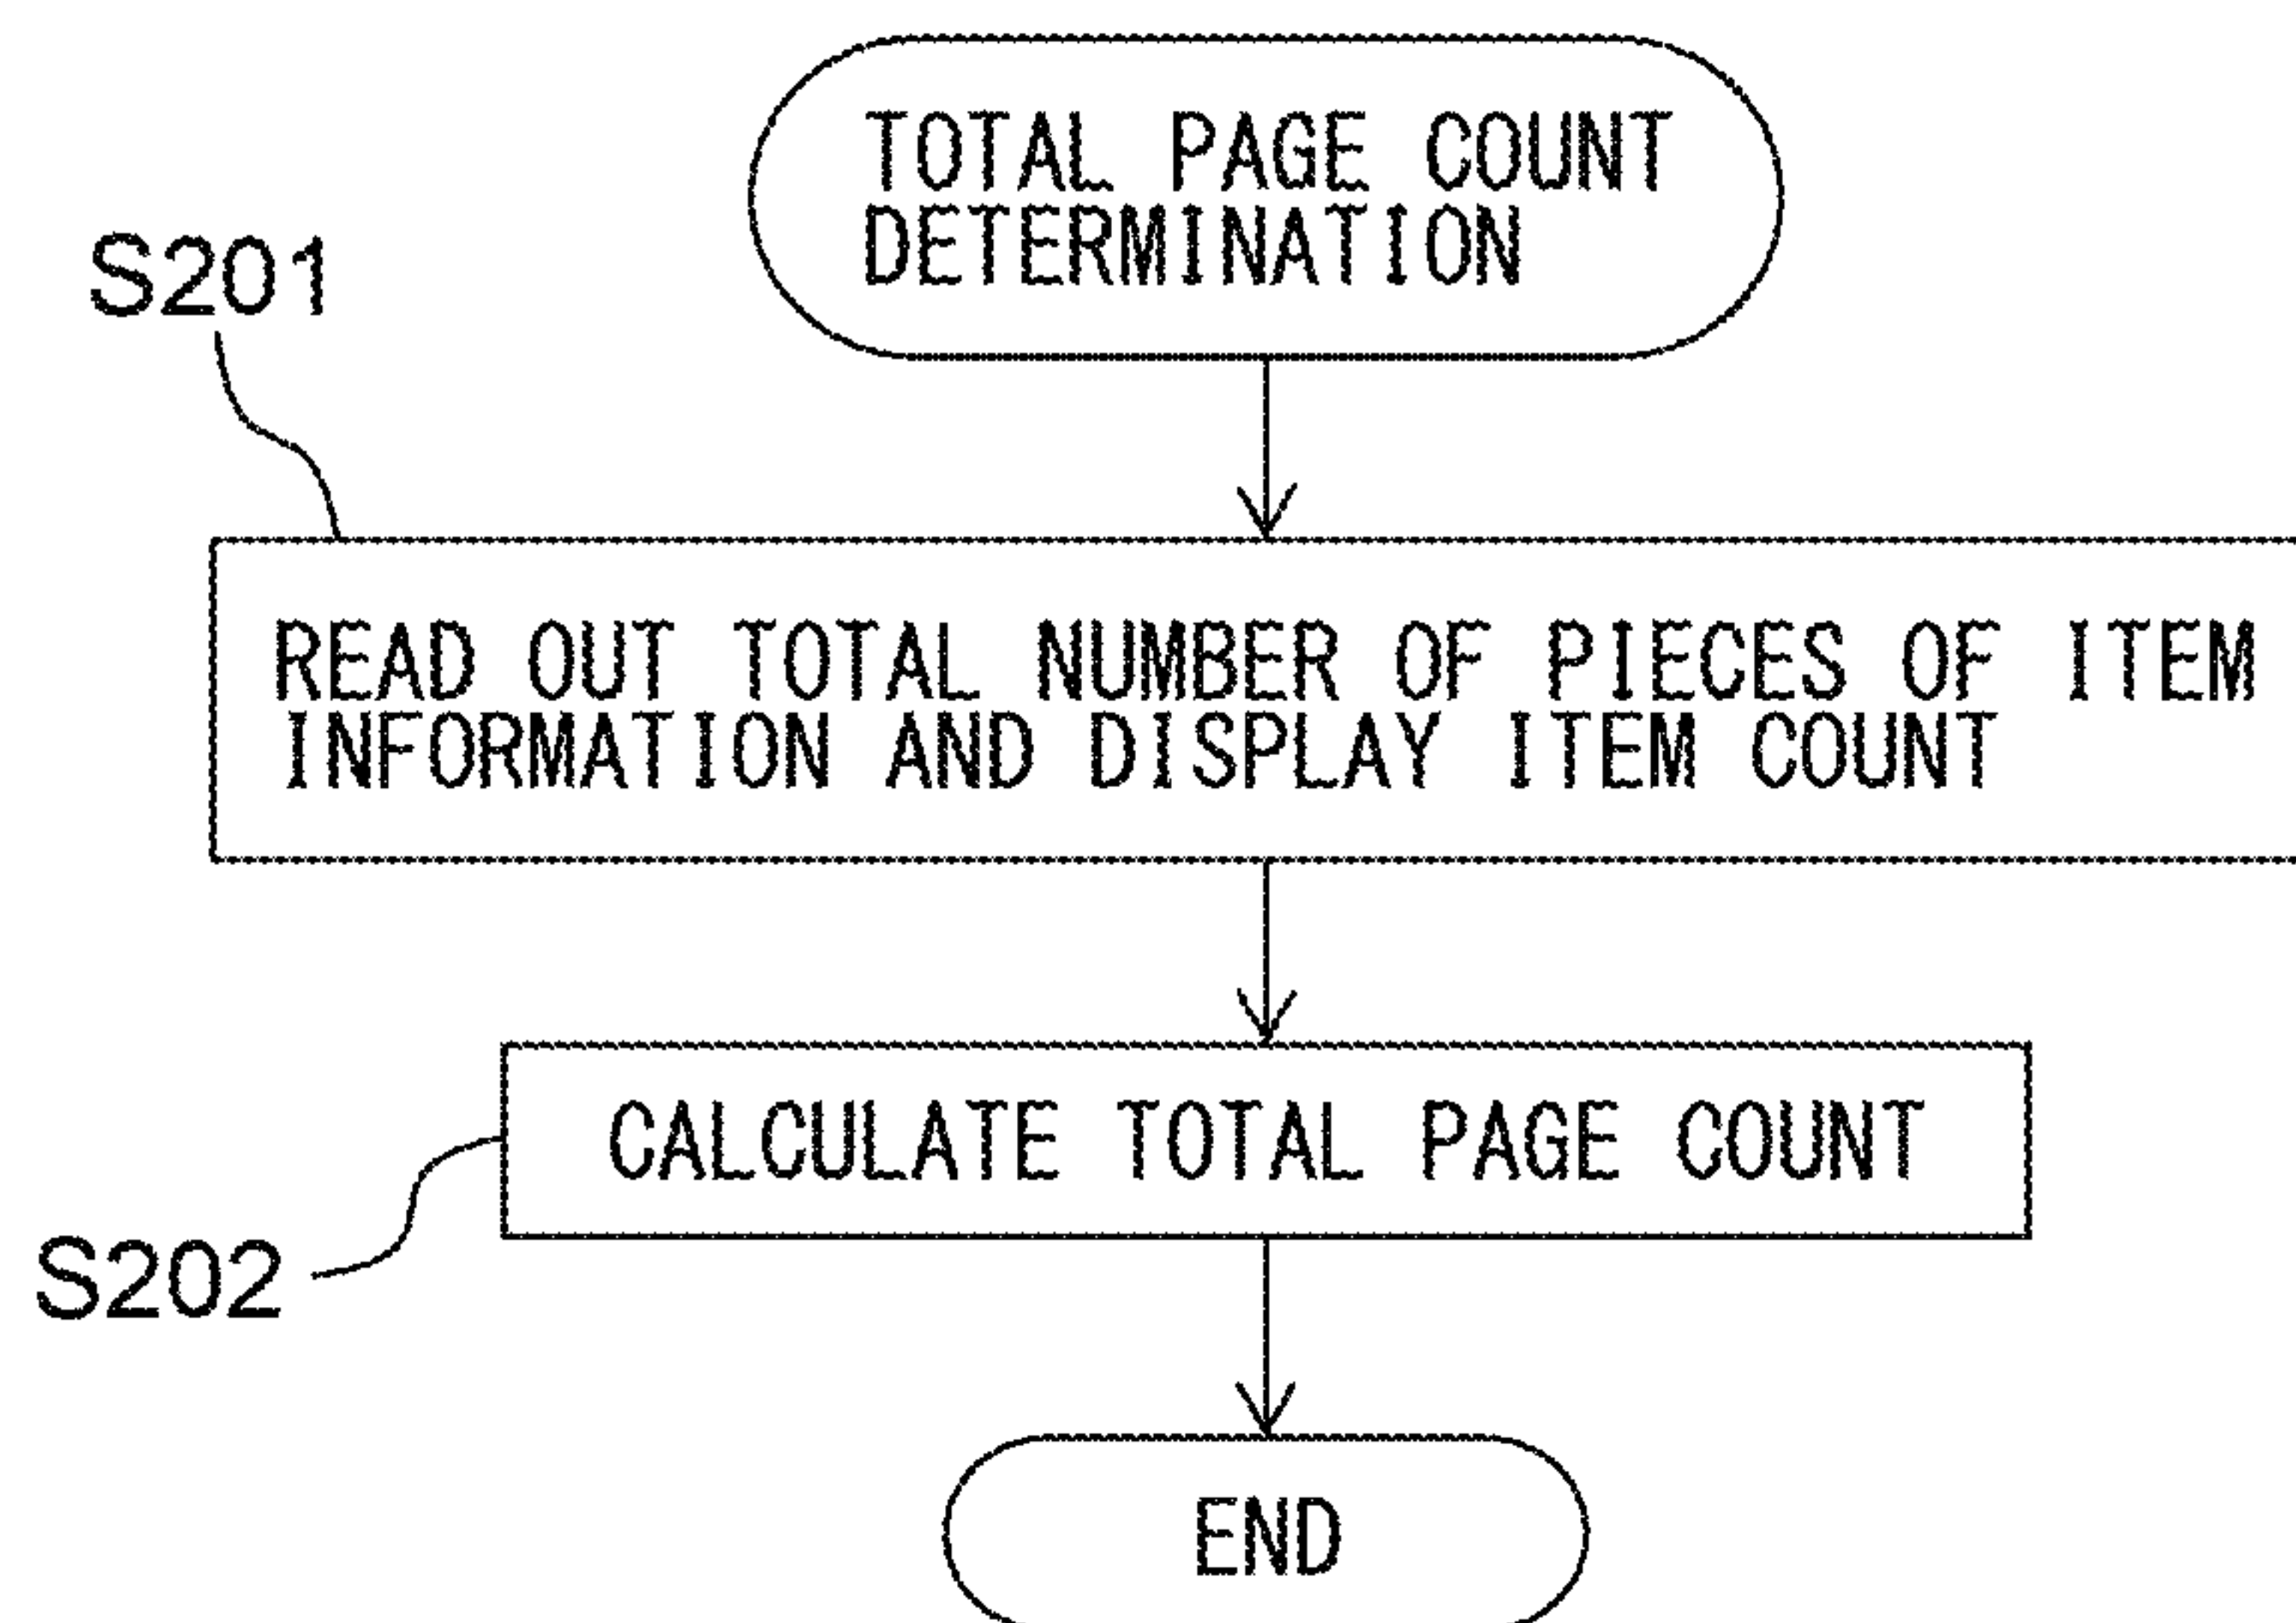 TOTAL PAGE COUNT
DETERMINATION
S201
READ OUT TOTAL NUMBER OF PIECES OF ITEM
INFORMATION AND DISPLAY ITEM COUNT
CALCULATE TOTAL PAGE COUNT
S202
END